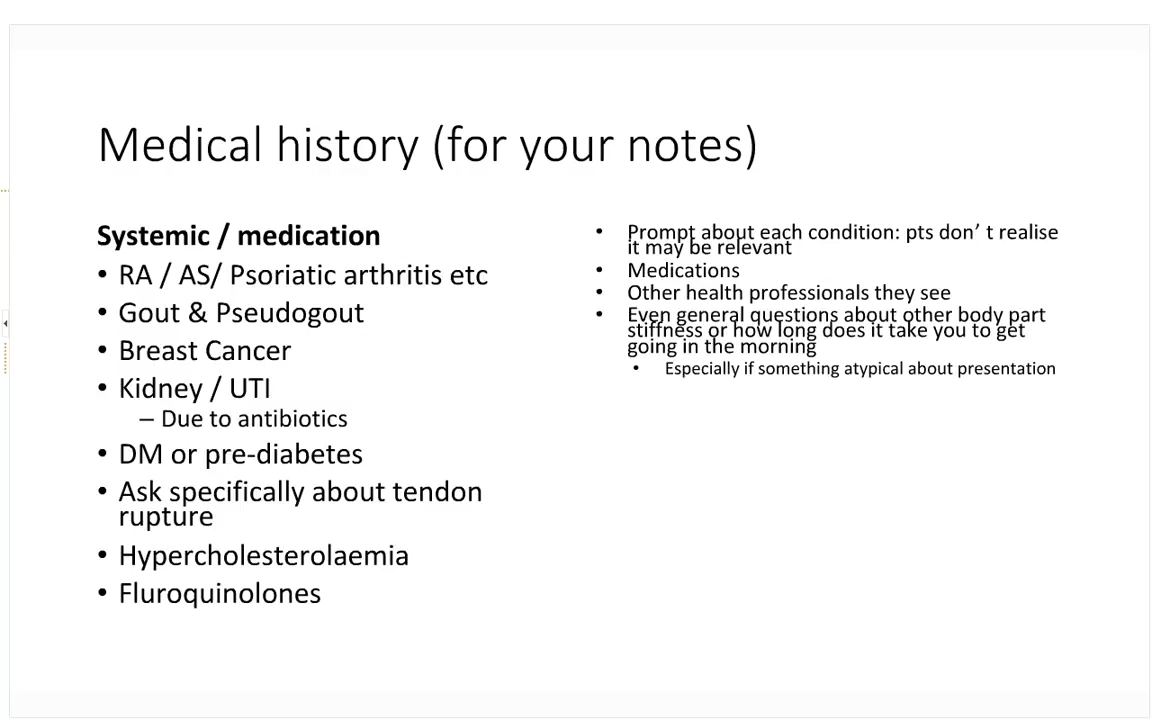 Medical history (for your notes)
Systemic / medication
• RA / AS/ Psoriatic arthritis etc
• Gout & Pseudogout
• Breast Cancer
• Kidney / UTI
– Due to antibiotics
• DM or pre-diabetes
• Ask specifically about tendon
rupture
• Hypercholesterolaemia
• Fluroquinolones
• Prompt about each condition: pts don’ t realise
it may be relevant
• Medications
• Other health professionals they see
• Even general questions about other body part
stiffness or how long does it take you to get
going in the morning
• Especially if something atypical about presentation